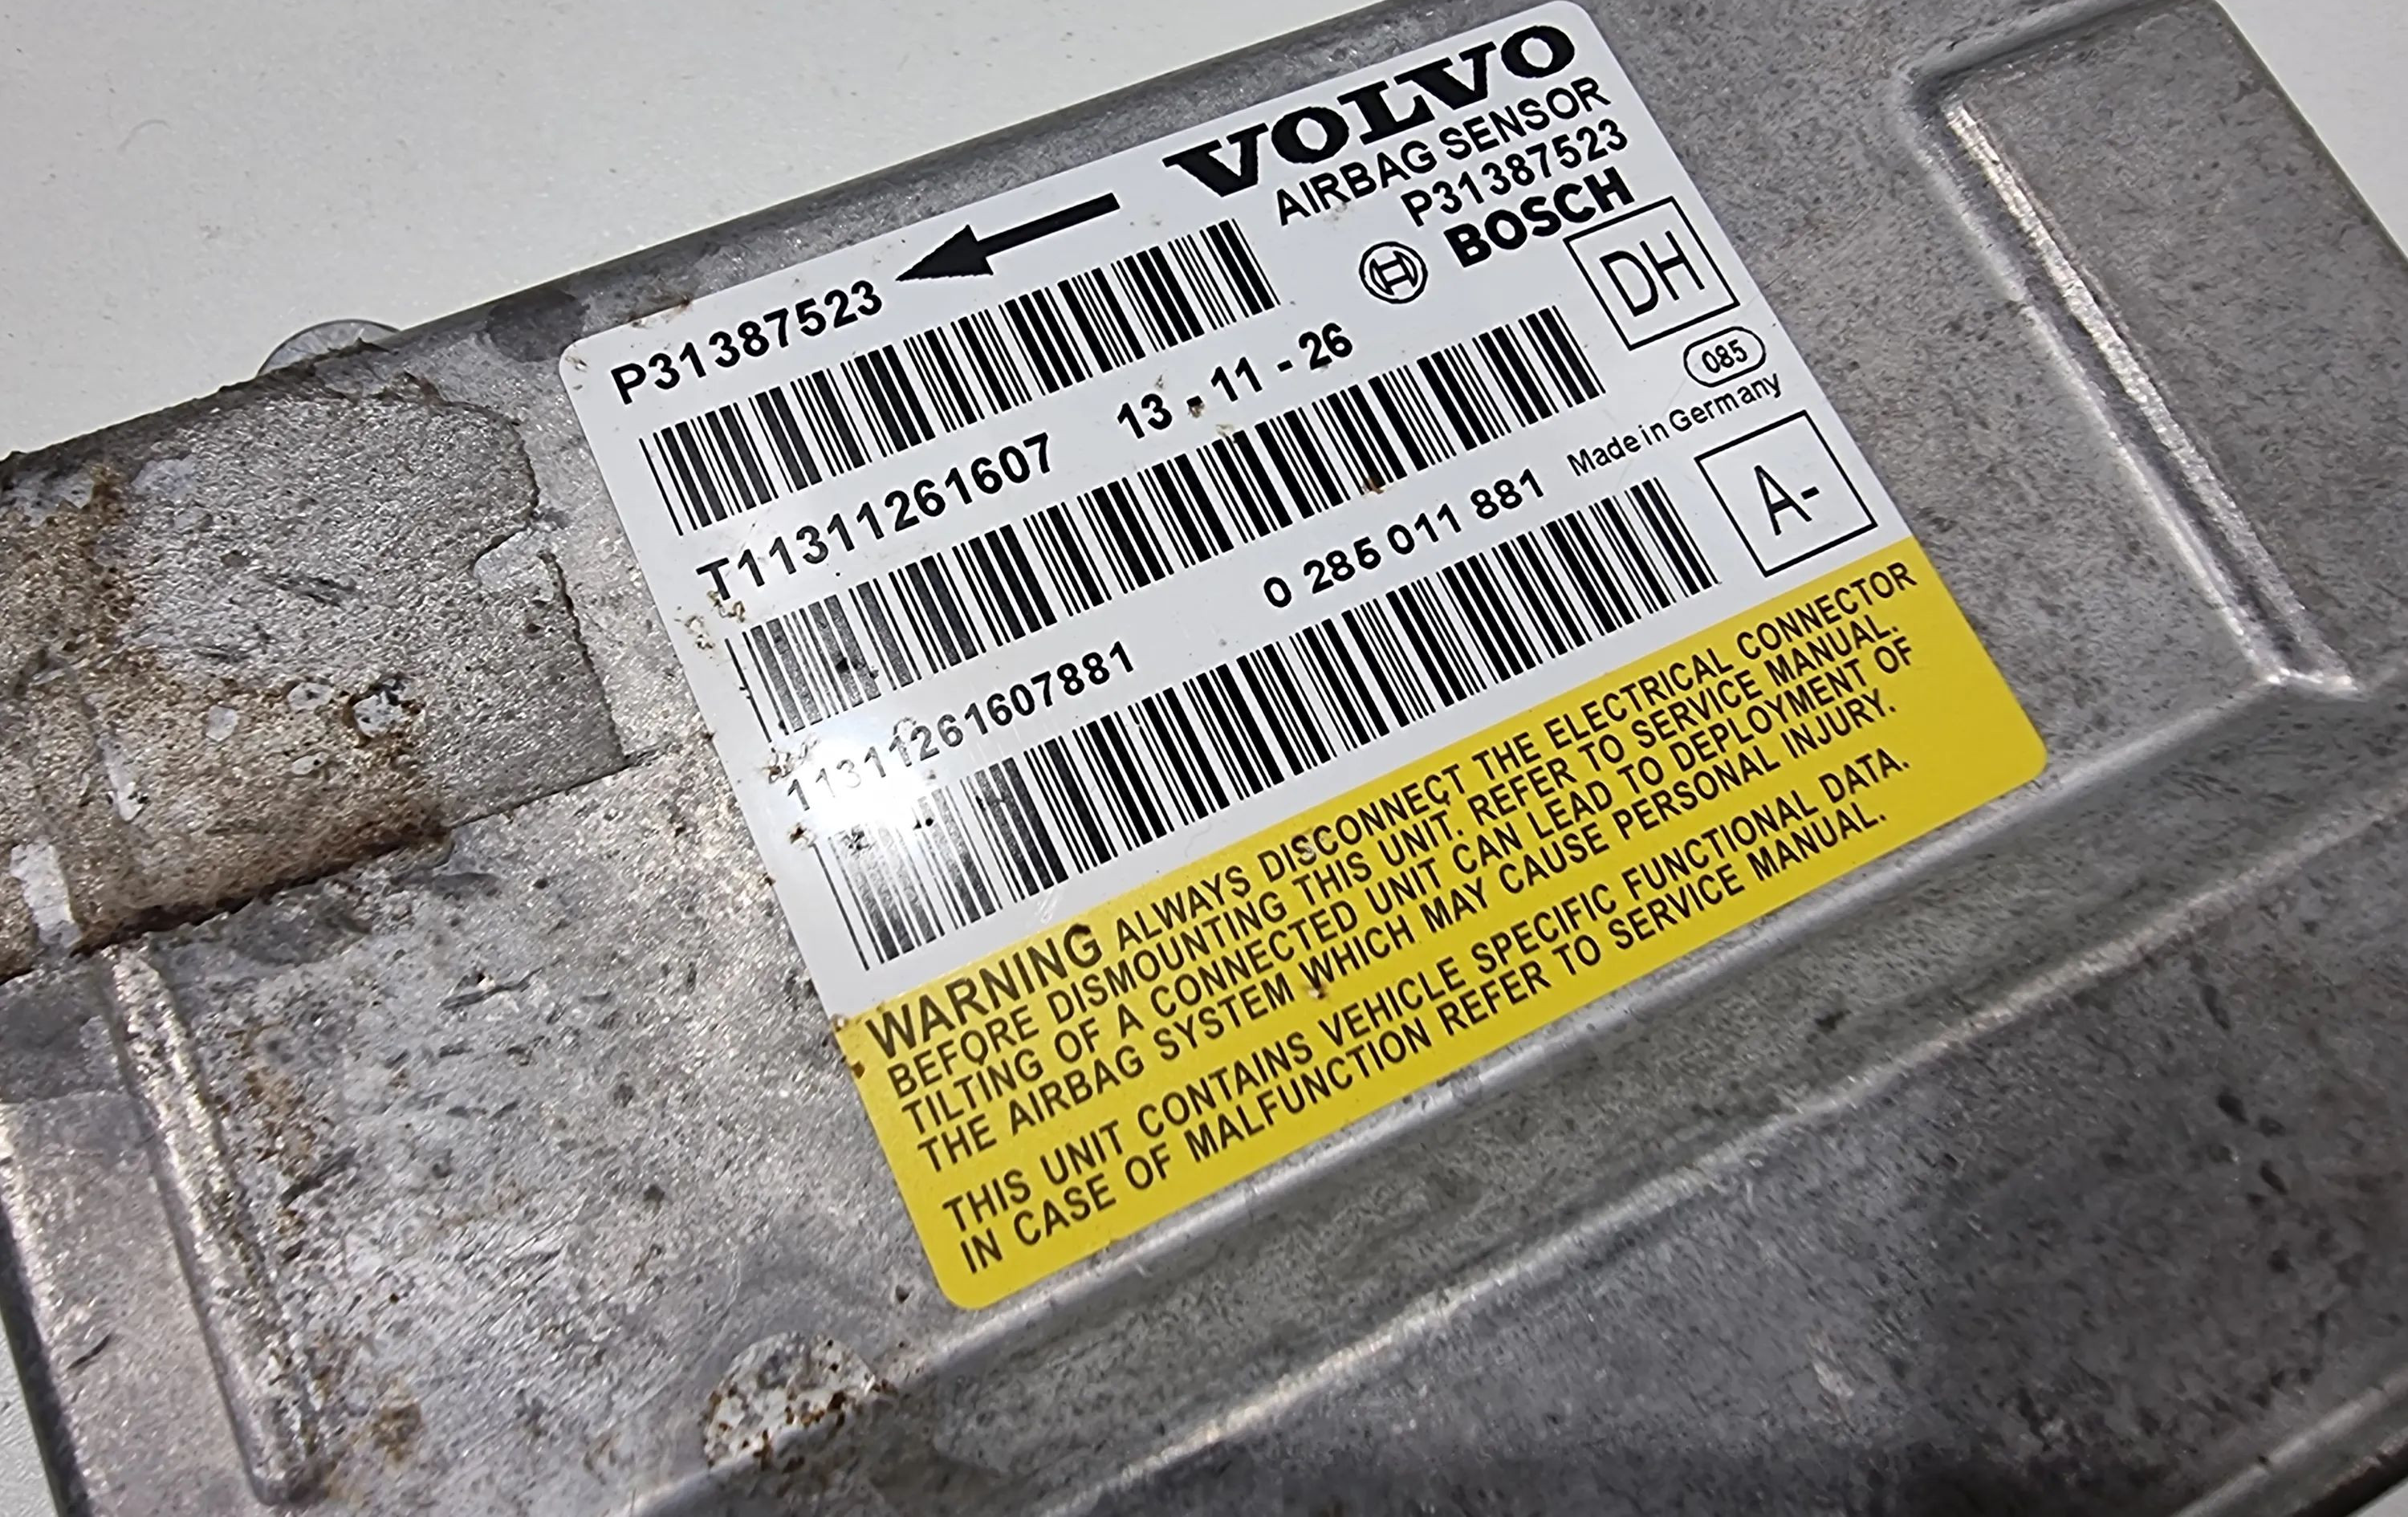 VOLVO
AIRBAG SENSOR
P31387523
BOSCH
DH
P31387523
T11311261607 13 - 11 - 26
085
Made in Germany
11311261607881 0 285 011 881
A-
WARNING ALWAYS DISCONNECT THE ELECTRICAL CONNECTOR
BEFORE DISMOUNTING THIS UNIT. REFER TO SERVICE MANUAL.
TILTING OF A CONNECTED UNIT CAN LEAD TO DEPLOYMENT OF
THE AIRBAG SYSTEM WHICH MAY CAUSE PERSONAL INJURY.
THIS UNIT CONTAINS VEHICLE SPECIFIC FUNCTIONAL DATA.
IN CASE OF MALFUNCTION REFER TO SERVICE MANUAL.